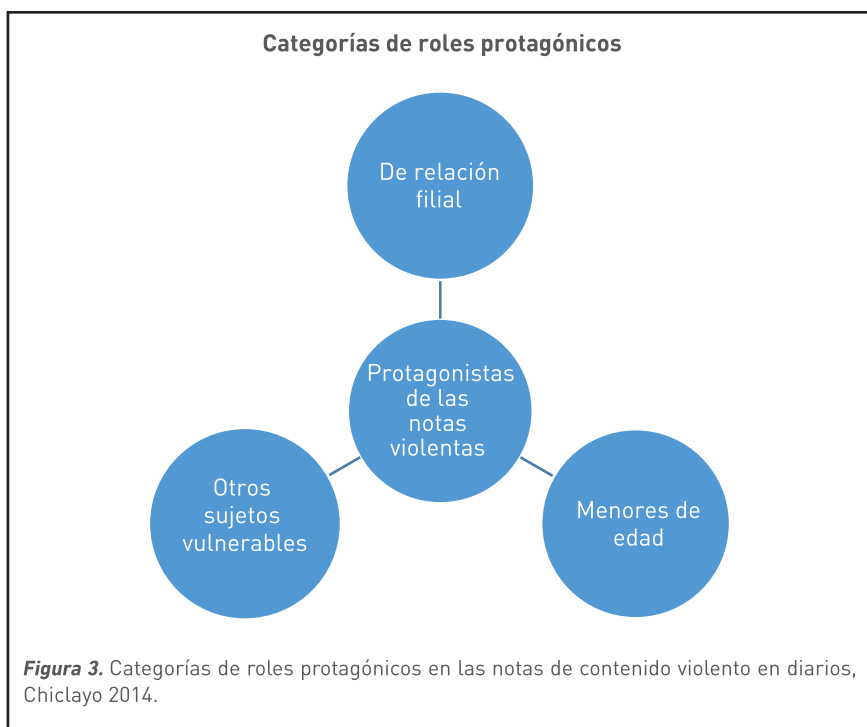 Categorías de roles protagónicos
De relación
filial
Protagonistas
de las
notas
violentas
Otros
sujetos
vulnerables
Menores de
edad
Figura 3. Categorías de roles protagónicos en las notas de contenido violento en diarios,
Chiclayo 2014.